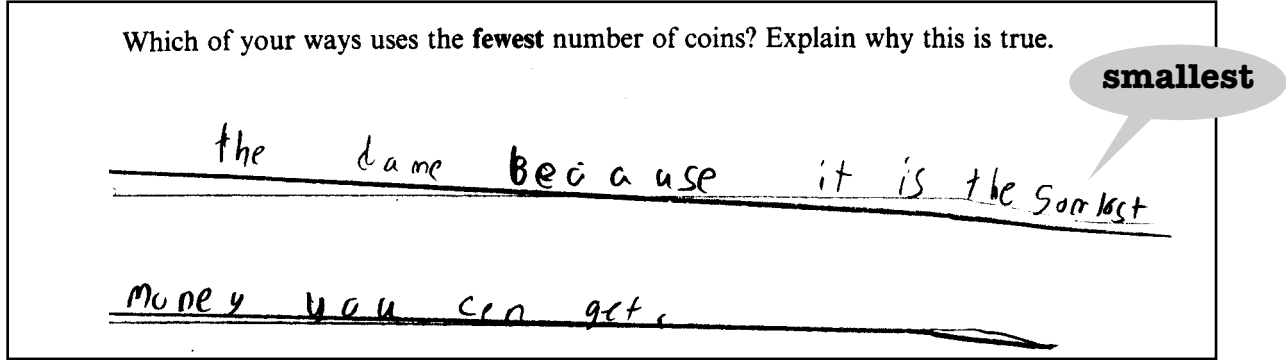 Which of your ways uses the fewest number of coins? Explain why this is true.
smallest
the dame Because it is the Somlest
Money you cen get.